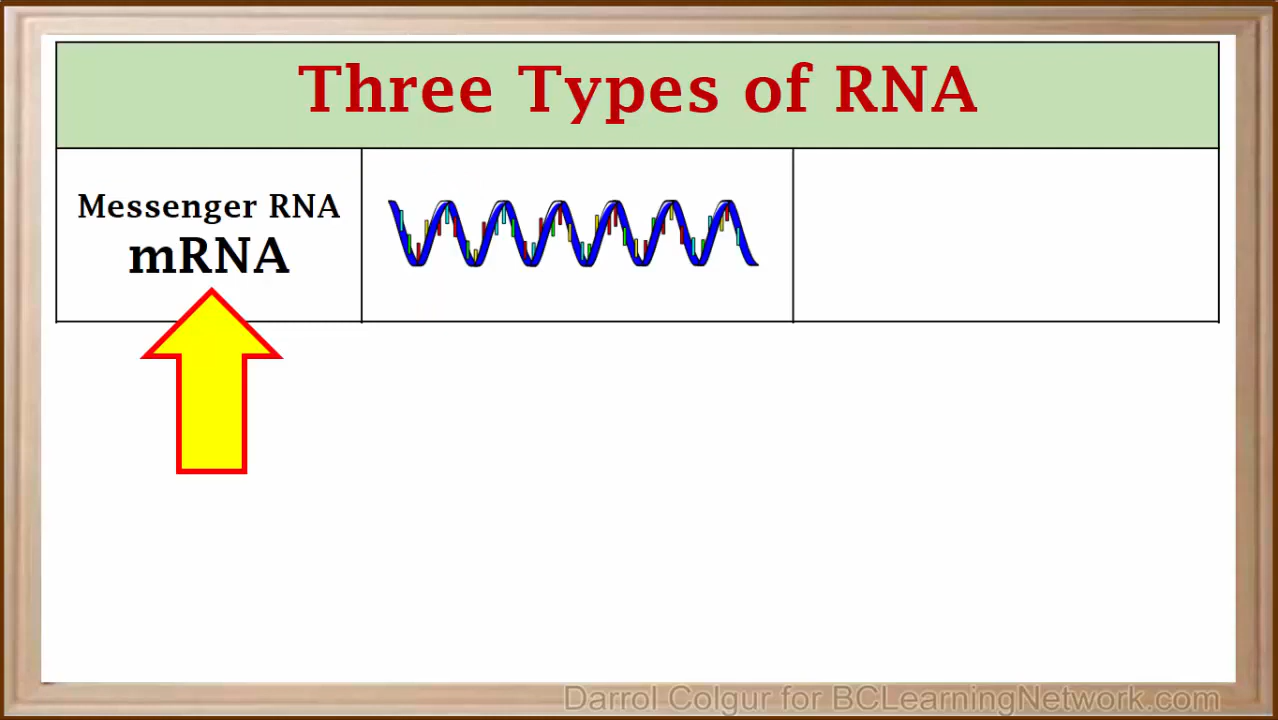 Three Types of RNA
Messenger RNA
mRNA
Darrol Colgur for BCLearningNetwork.com